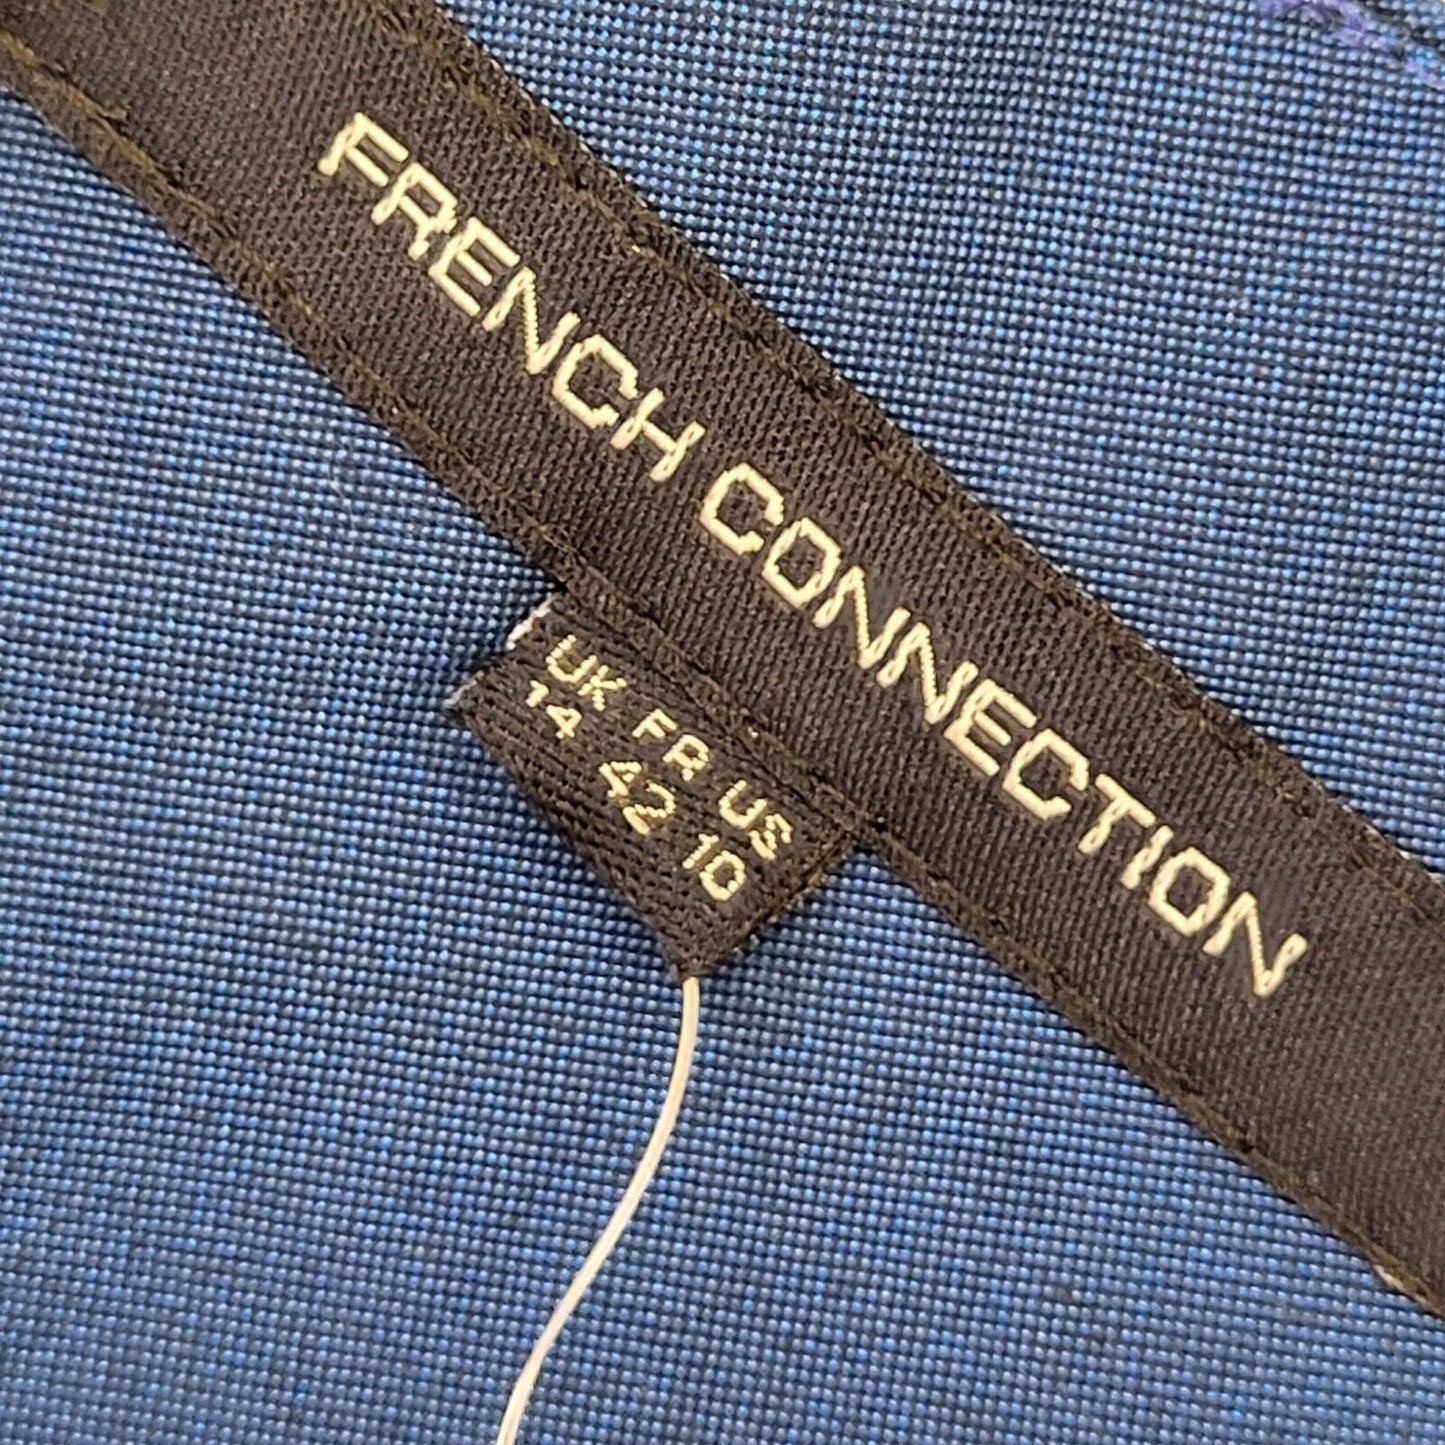 FRENCH CONNECTION
UK FR US
14 42 10